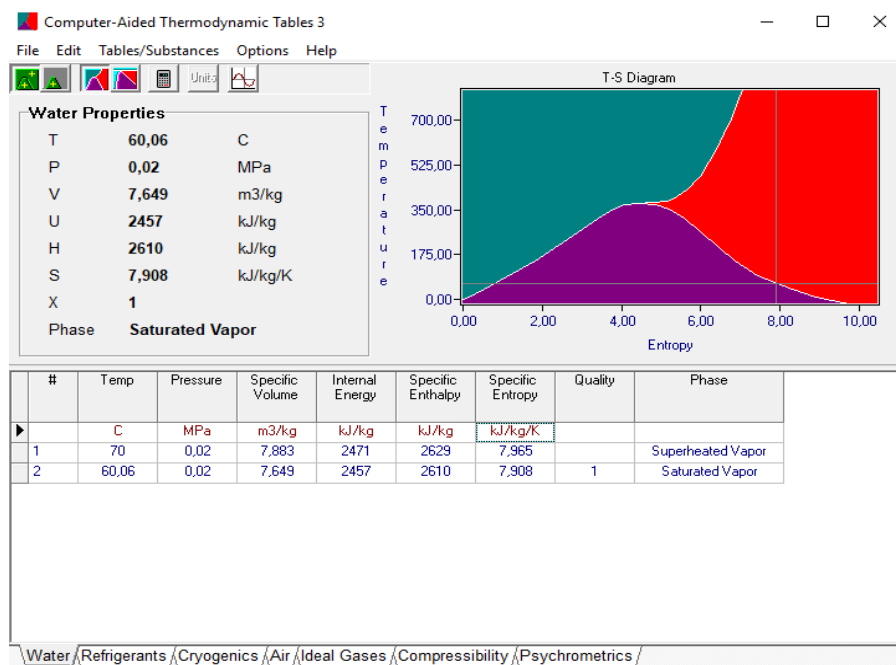 Computer-Aided Thermodynamic Tables 3
File Edit Tables/Substances Options Help
Units
Water Properties
T 60,06 C
P 0,02 MPa
V 7,649 m3/kg
U 2457 kJ/kg
H 2610 kJ/kg
S 7,908 kJ/kg/K
X 1
Phase Saturated Vapor
T-S Diagram
Temperature
700,00
525,00
350,00
175,00
0,00
0,00 2,00 4,00 6,00 8,00 10,00
Entropy
# Temp Pressure Specific Volume Internal Energy Specific Enthalpy Specific Entropy Quality Phase
C MPa m3/kg kJ/kg kJ/kg kJ/kg/K
1 70 0,02 7,883 2471 2629 7,965 Superheated Vapor
2 60,06 0,02 7,649 2457 2610 7,908 1 Saturated Vapor
Water Refrigerants Cryogenics Air Ideal Gases Compressibility Psychrometrics